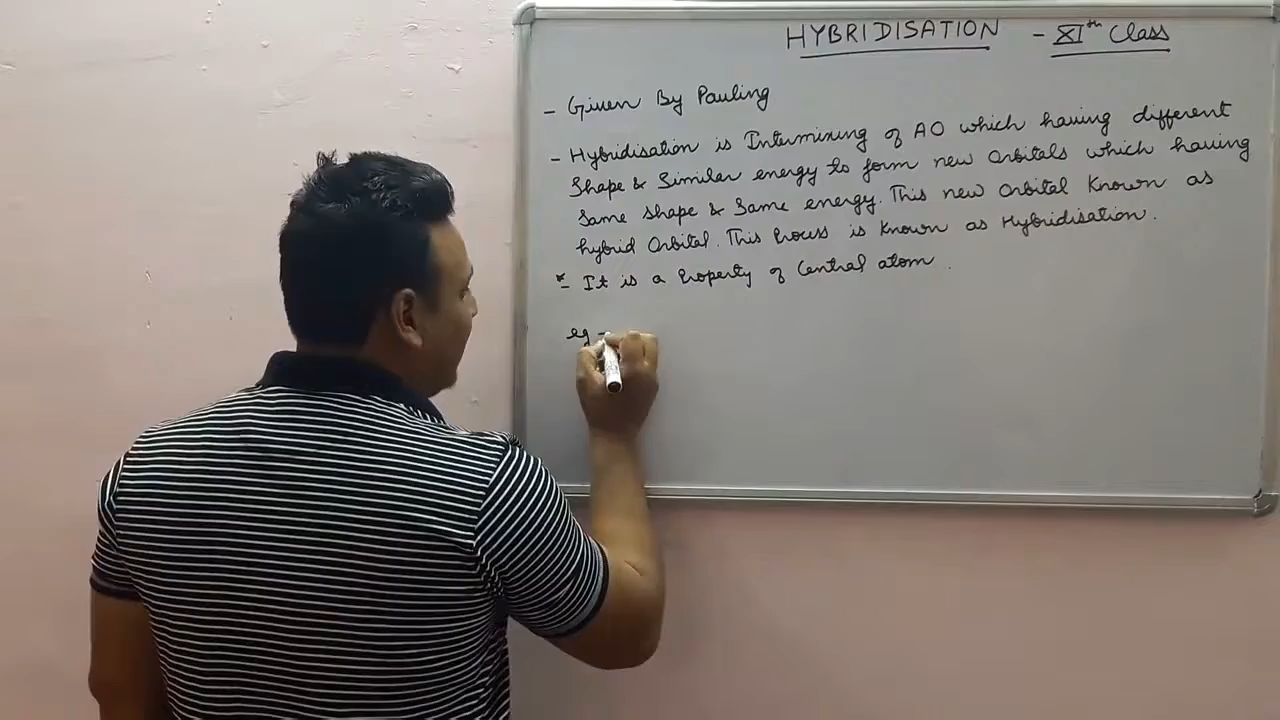 HYBRIDISATION - XIth Class
- Given By Pauling
- Hybridisation is Intermixing of AO which having different
Shape & Similar energy to form new orbitals which having
Same shape & Same energy. This new orbital Known as
hybrid Orbital. This Process is Known as Hybridisation.
*- It is a Property of Central atom.
eg -